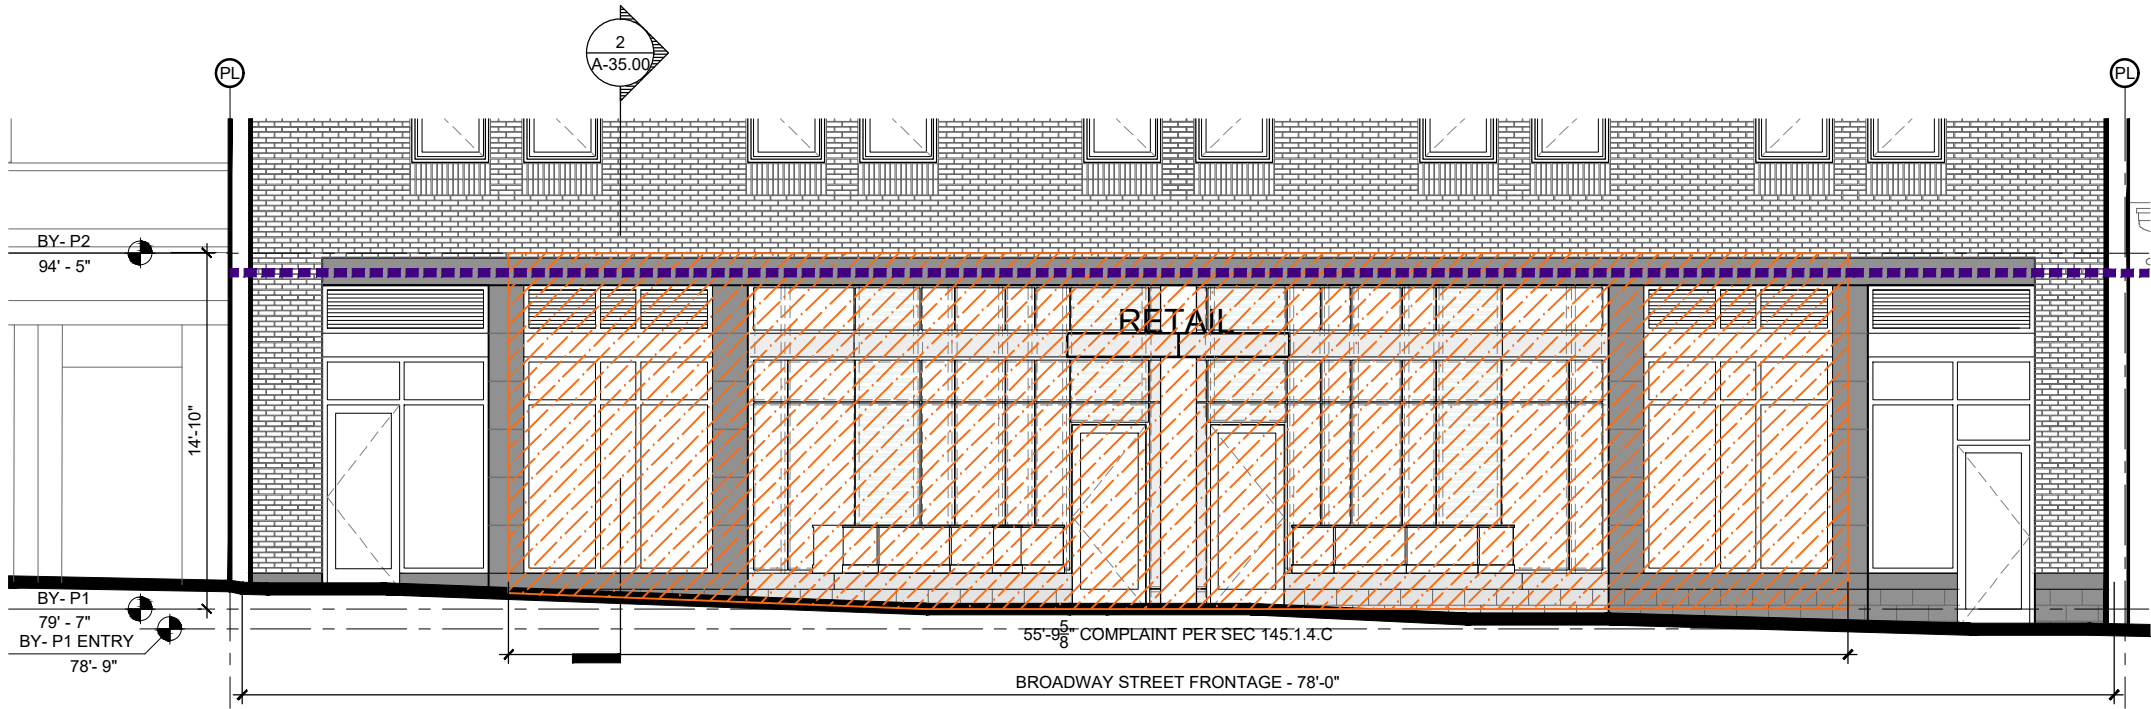 2
A-35.00
PL
PL
BY- P2
94' - 5"
RETAIL
14'-10"
BY- P1
79' - 7"
BY- P1 ENTRY
78'- 9"
55'-9 5/8" COMPLAINT PER SEC 145.1.4.C
BROADWAY STREET FRONTAGE - 78'-0"